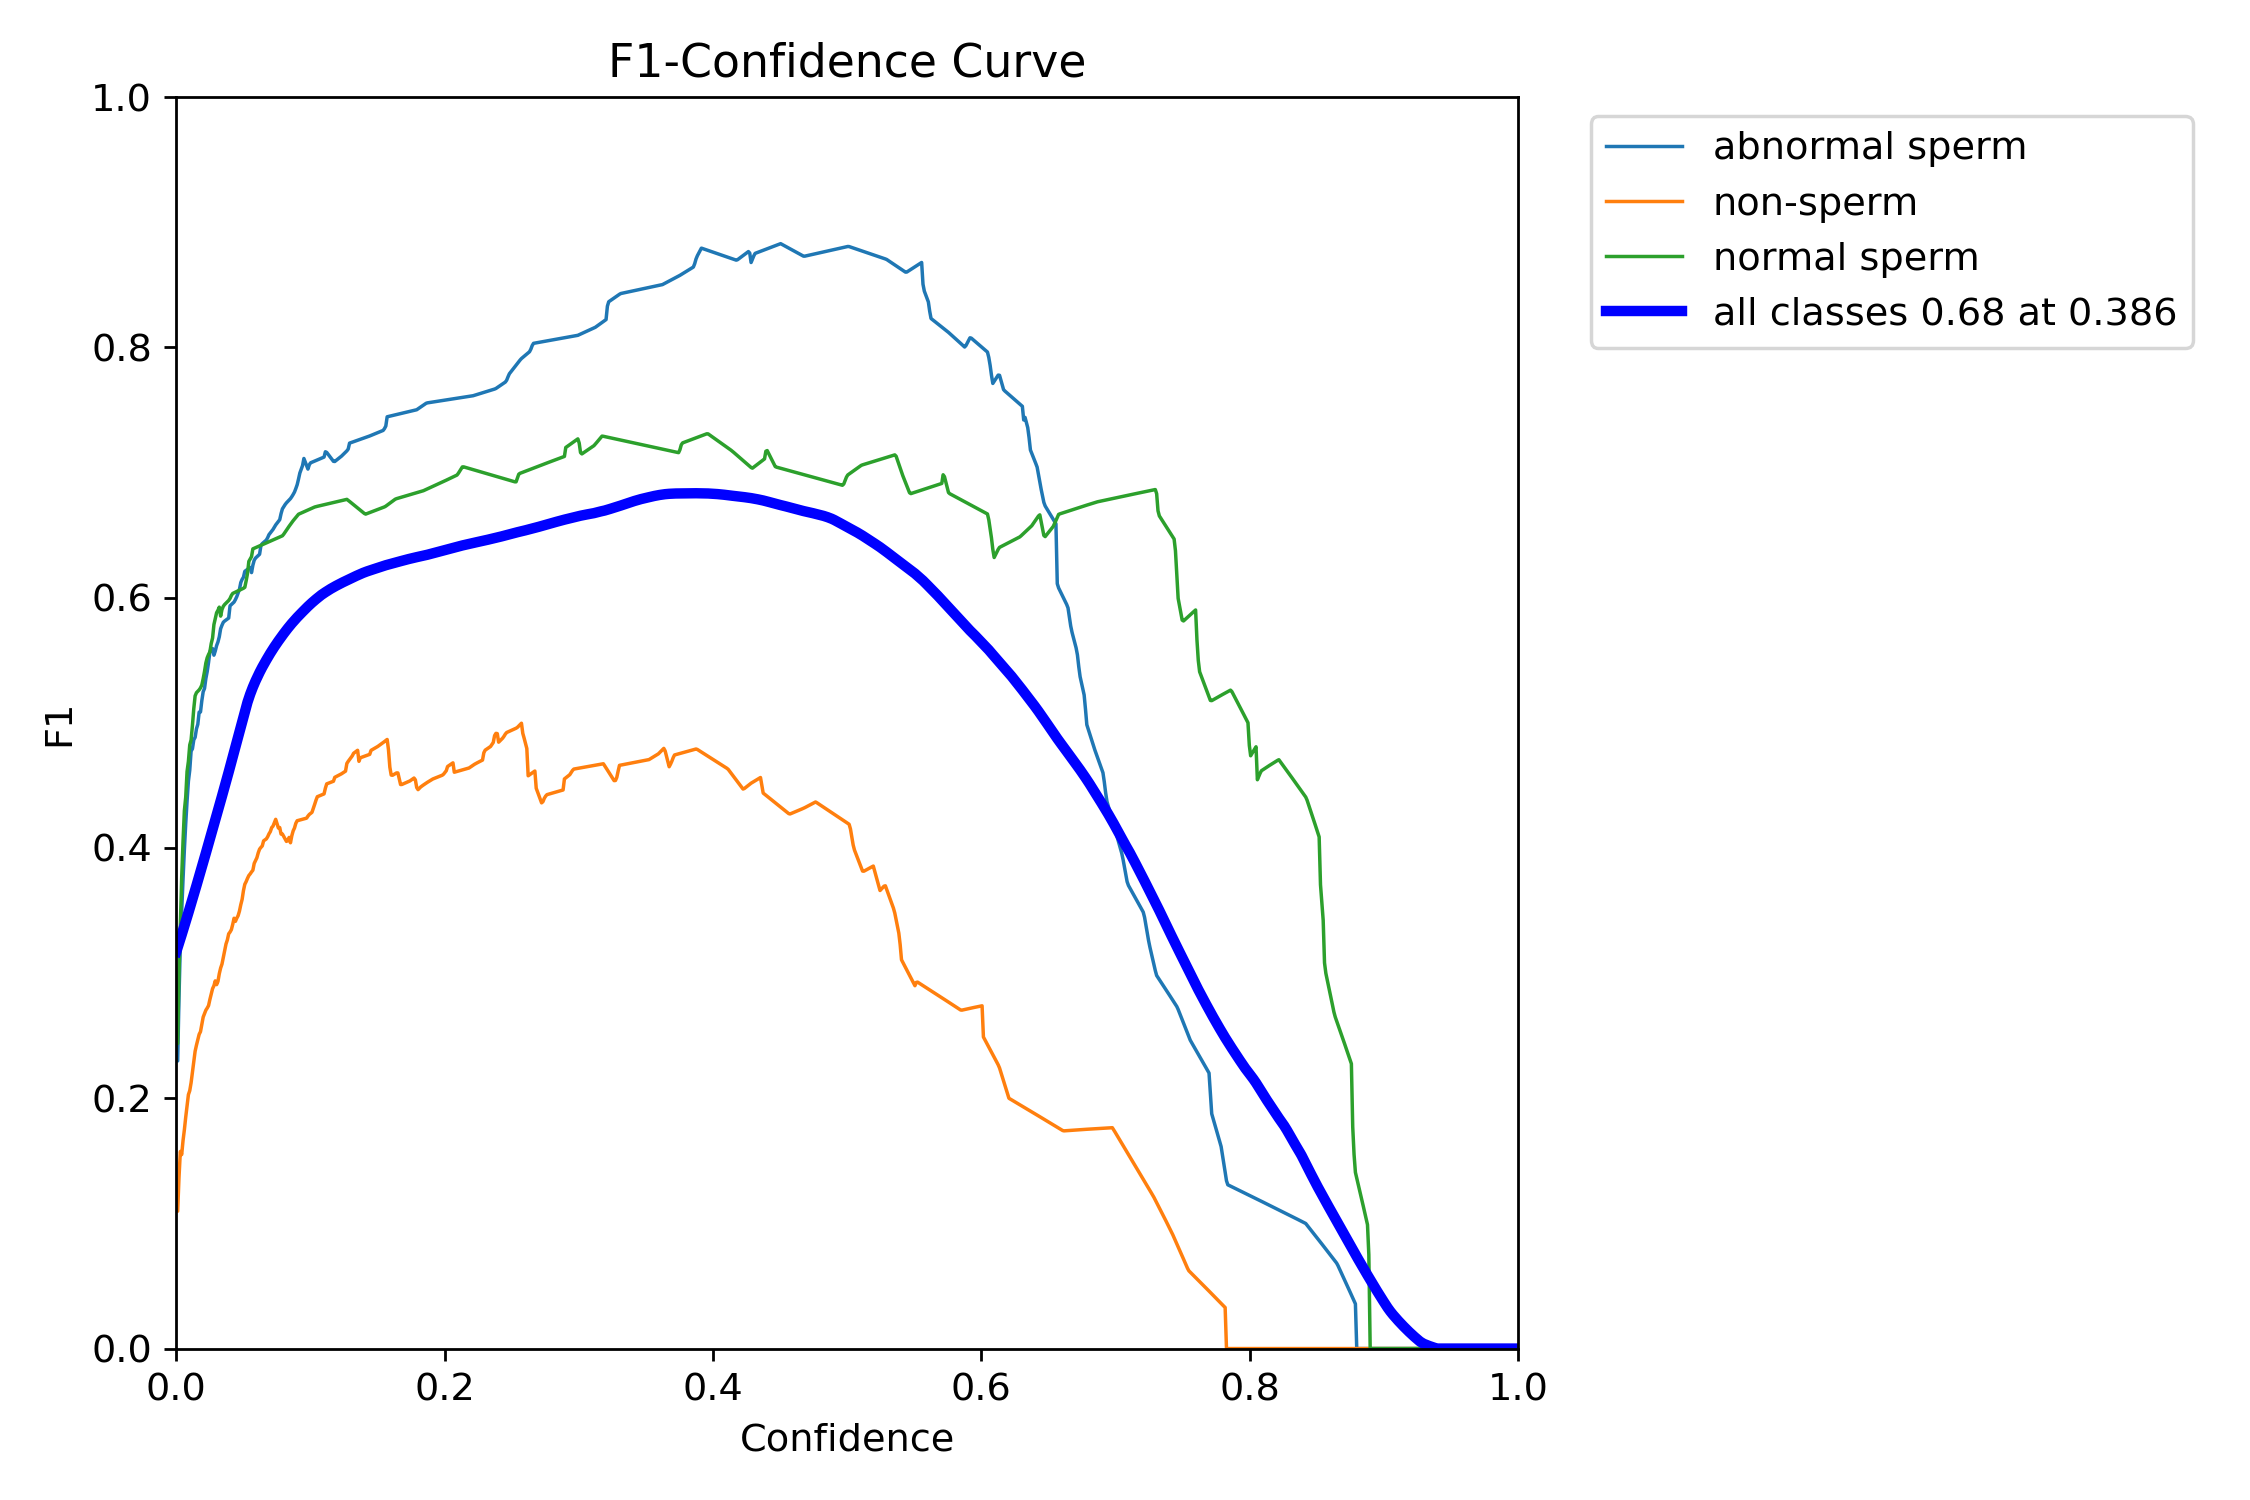 F1-Confidence Curve
1.0
0.8
0.6
0.4
0.2
0.0
F1
0.0 0.2 0.4 0.6 0.8 1.0
Confidence
abnormal sperm
non-sperm
normal sperm
all classes 0.68 at 0.386